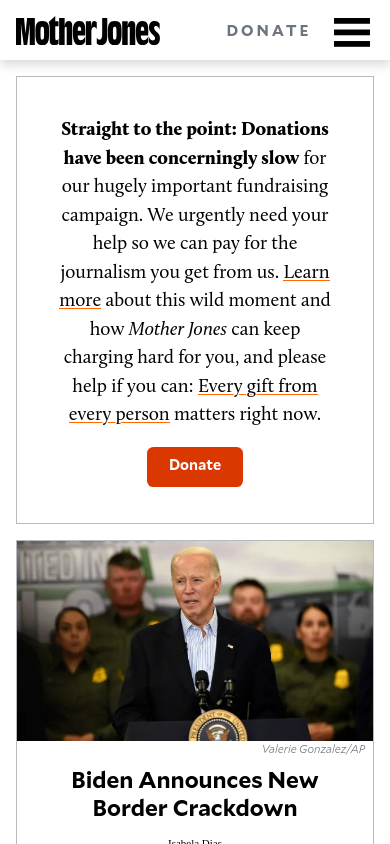 Mother Jones
DONATE
Straight to the point: Donations
have been concerningly slow for
our hugely important fundraising
campaign. We urgently need your
help so we can pay for the
journalism you get from us. Learn
more about this wild moment and
how Mother Jones can keep
charging hard for you, and please
help if you can: Every gift from
every person matters right now.
Donate
Valerie Gonzalez/AP
Biden Announces New
Border Crackdown
Isabela Dias